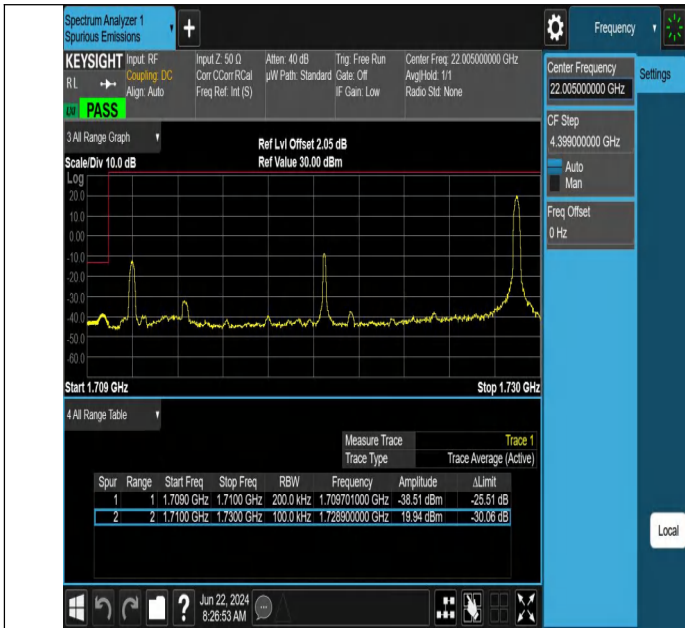 Spectrum Analyzer 1
Spurious Emissions
Frequency
KEYSIGHT
RL
PASS
Input: RF
Coupling: DC
Align: Auto
Input Z: 50 Ω
Corr CCorr RCal
Freq Ref: Int (S)
Atten: 40 dB
µW Path: Standard
Trig: Free Run
Gate: Off
IF Gain: Low
Center Freq: 22.005000000 GHz
Avg|Hold: 1/1
Radio Std: None
Center Frequency
22.005000000 GHz
Settings
CF Step
4.399000000 GHz
Auto
Man
Freq Offset
0 Hz
3 All Range Graph
Scale/Div 10.0 dB
Ref Lvl Offset 2.05 dB
Ref Value 30.00 dBm
Log
20.0
10.0
0.00
-10.0
-20.0
-30.0
-40.0
-50.0
-60.0
Start 1.709 GHz
Stop 1.730 GHz
4 All Range Table
Measure Trace Trace 1
Trace Type Trace Average (Active)
Spur Range Start Freq Stop Freq RBW Frequency Amplitude ΔLimit
1 1 1.7090 GHz 1.7100 GHz 200.0 kHz 1.709701000 GHz -38.51 dBm -25.51 dB
2 2 1.7100 GHz 1.7300 GHz 100.0 kHz 1.728900000 GHz 19.94 dBm -30.06 dB
Local
Jun 22, 2024
8:26:53 AM